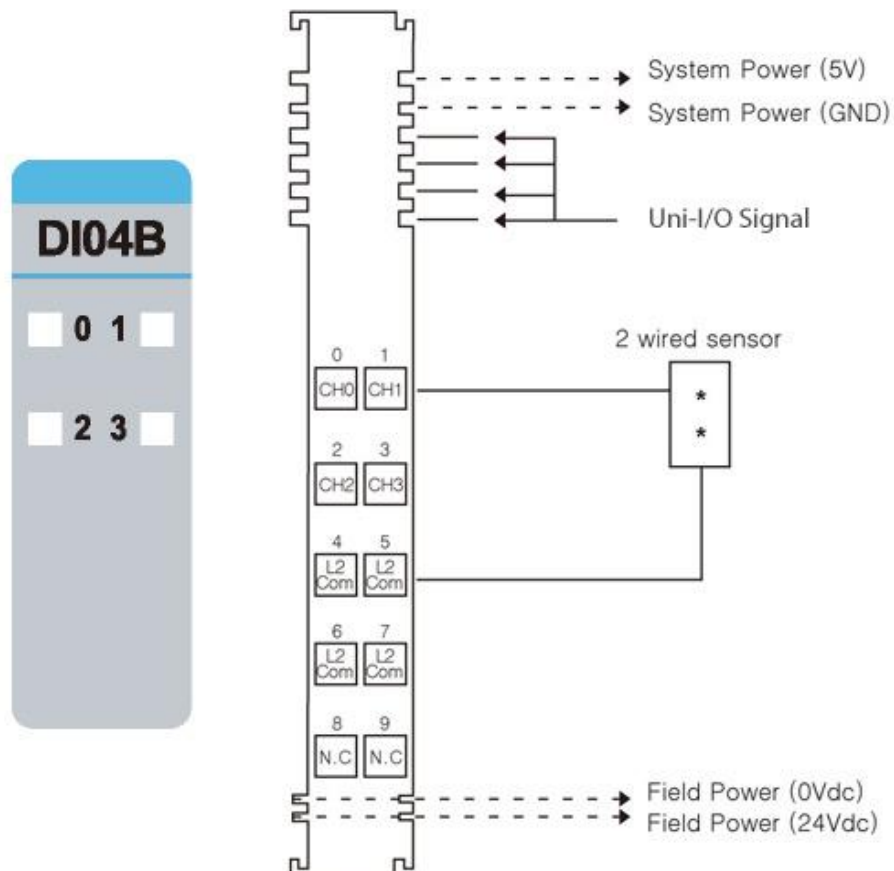 DI04B
0 1
2 3
System Power (5V)
System Power (GND)
Uni-I/O Signal
2 wired sensor
*
*
0 1
CH0 CH1
2 3
CH2 CH3
4 5
L2 L2
Com Com
6 7
L2 L2
Com Com
8 9
N.C N.C
Field Power (0Vdc)
Field Power (24Vdc)